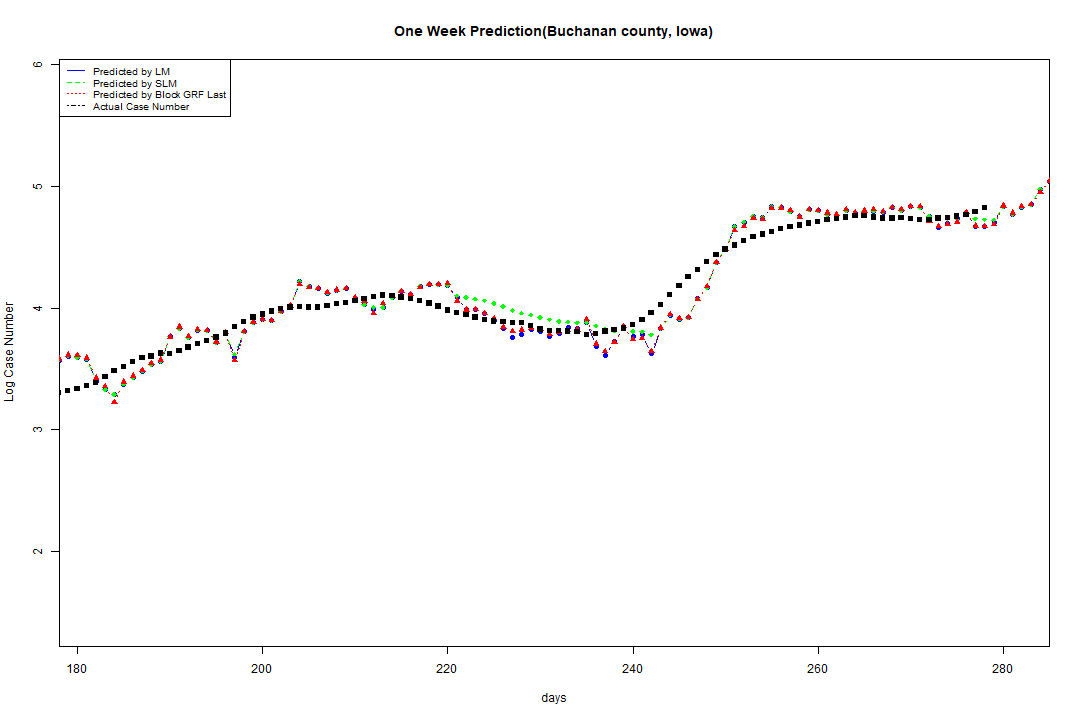 One Week Prediction(Buchanan county, Iowa)
Predicted by LM
Predicted by SLM
Predicted by Block GRF Last
Actual Case Number
6
5
4
3
2
Log Case Number
180 200 220 240 260 280
days